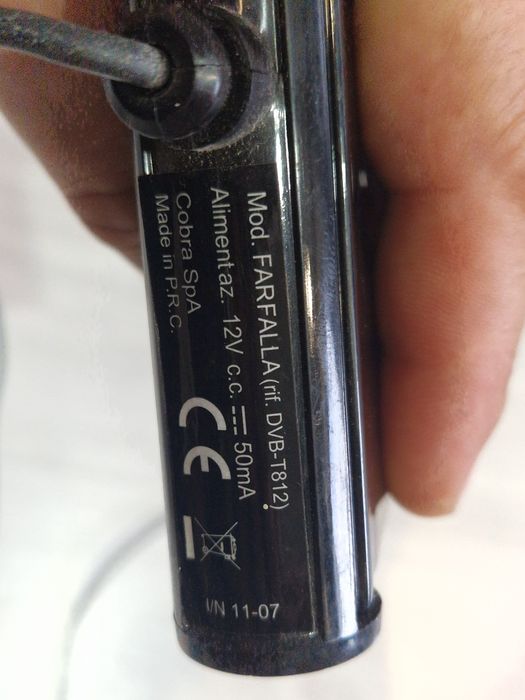 Mod. FARFALLA (rif. DVB-T812)
Alimentaz. 12V c.c. 50mA
Cobra SpA
Made in P.R.C.
CE
I/N 11-07